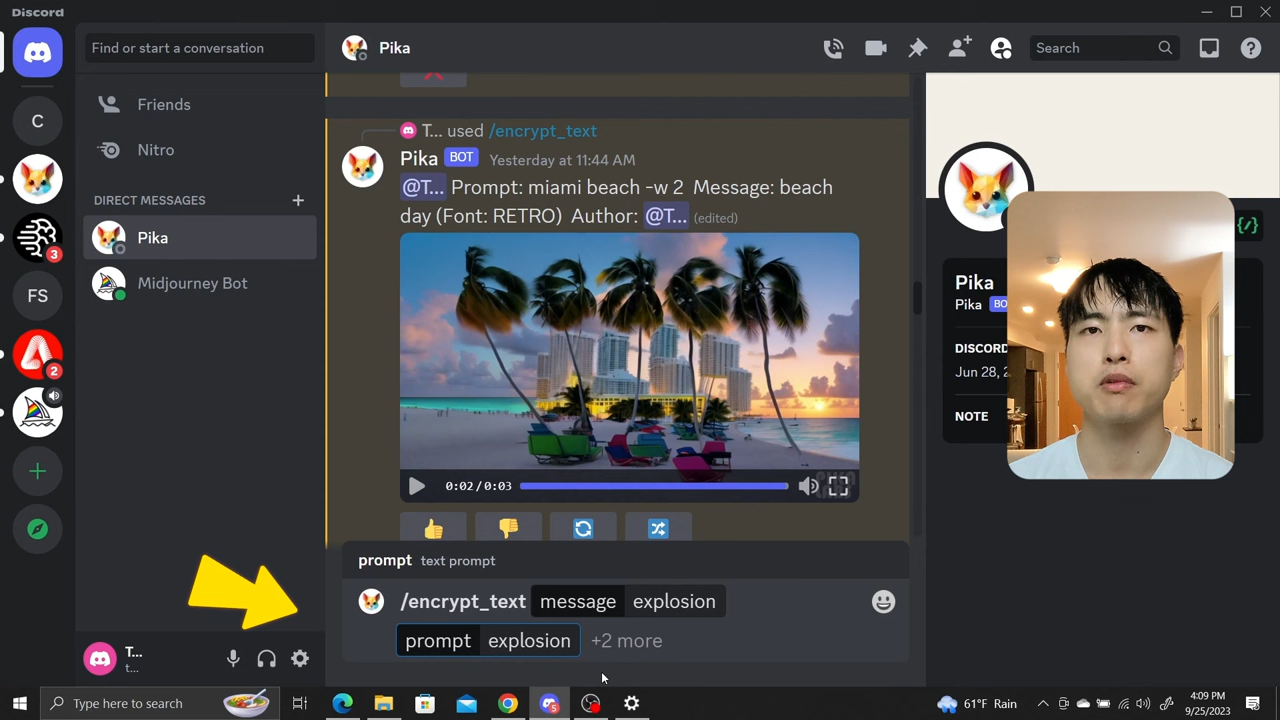 Discord
Find or start a conversation
Friends
Nitro
DIRECT MESSAGES
Pika
Midjourney Bot
C
3
FS
2
T...
t...
Pika
Search
T... used /encrypt_text
Pika BOT Yesterday at 11:44 AM
@T... Prompt: miami beach -w 2 Message: beach
day (Font: RETRO) Author: @T... (edited)
0:02/0:03
prompt text prompt
/encrypt_text message explosion
prompt explosion +2 more
Pika
Pika
DISCORD
Jun 28, 2
NOTE
Type here to search
5
61°F Rain
4:09 PM
9/25/2023